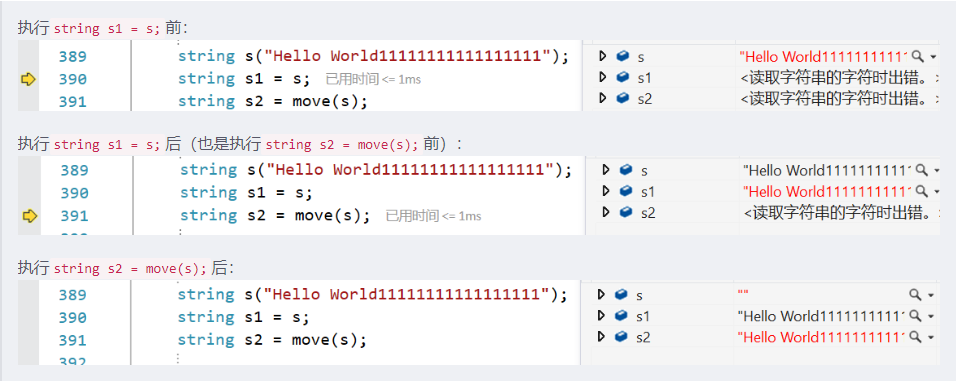 执行 string s1 = s; 前：
389 string s("Hello World11111111111111111"); s "Hello World1111111111
390 string s1 = s; 已用时间 <= 1ms s1 <读取字符串的字符时出错。>
391 string s2 = move(s); s2 <读取字符串的字符时出错。>
执行 string s1 = s; 后（也是执行 string s2 = move(s); 前）：
389 string s("Hello World11111111111111111"); s "Hello World1111111111
390 string s1 = s; s1 "Hello World1111111111
391 string s2 = move(s); 已用时间 <= 1ms s2 <读取字符串的字符时出错。>
执行 string s2 = move(s); 后：
389 string s("Hello World11111111111111111"); s ""
390 string s1 = s; s1 "Hello World1111111111
391 string s2 = move(s); s2 "Hello World1111111111
392